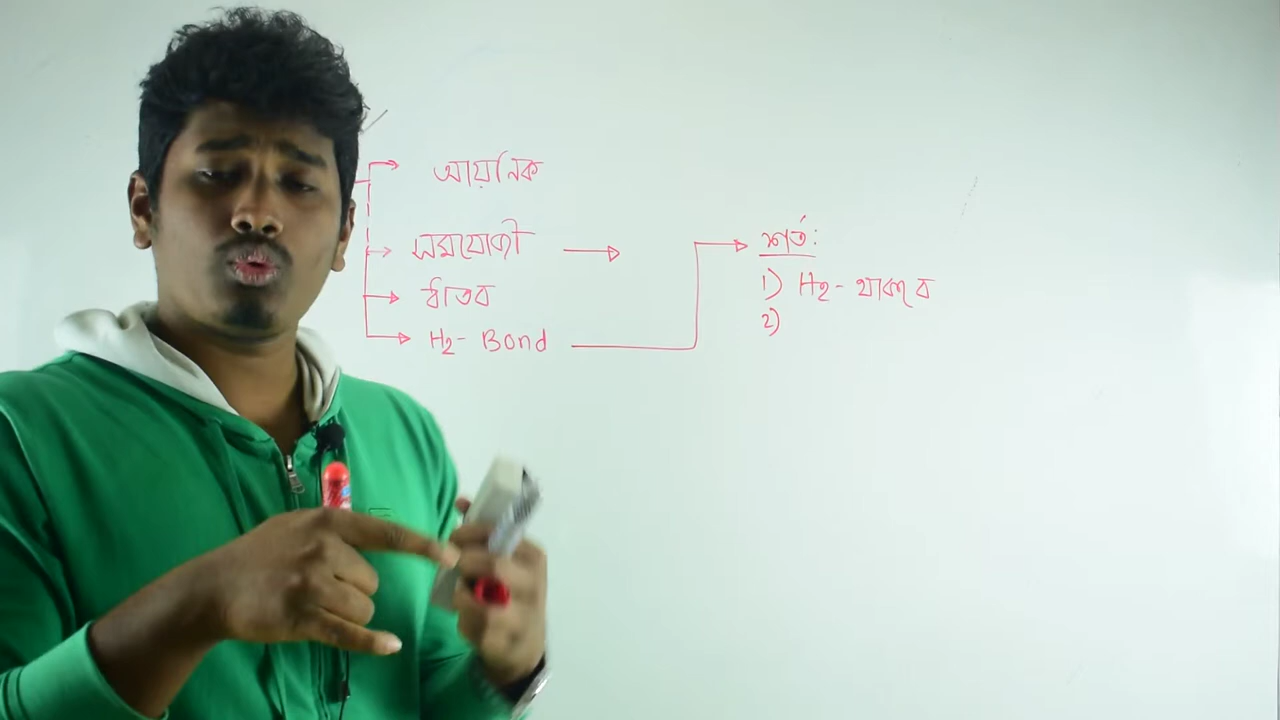 আয়নিক
সমযোজী
ধাতব
H2- Bond
শর্ত:
1) H2- থাকবে
2)